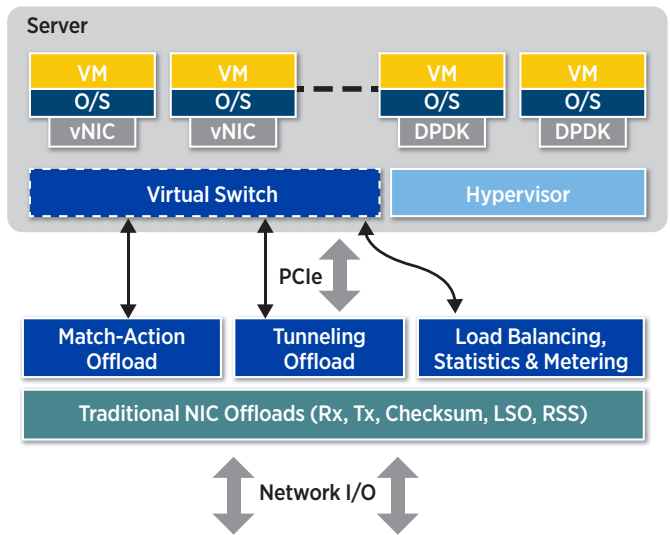 Server
VM
VM
VM
VM
O/S
O/S
O/S
O/S
vNIC
vNIC
DPDK
DPDK
Virtual Switch
Hypervisor
PCIe
Match-Action
Offload
Tunneling
Offload
Load Balancing,
Statistics & Metering
Traditional NIC Offloads (Rx, Tx, Checksum, LSO, RSS)
Network I/O